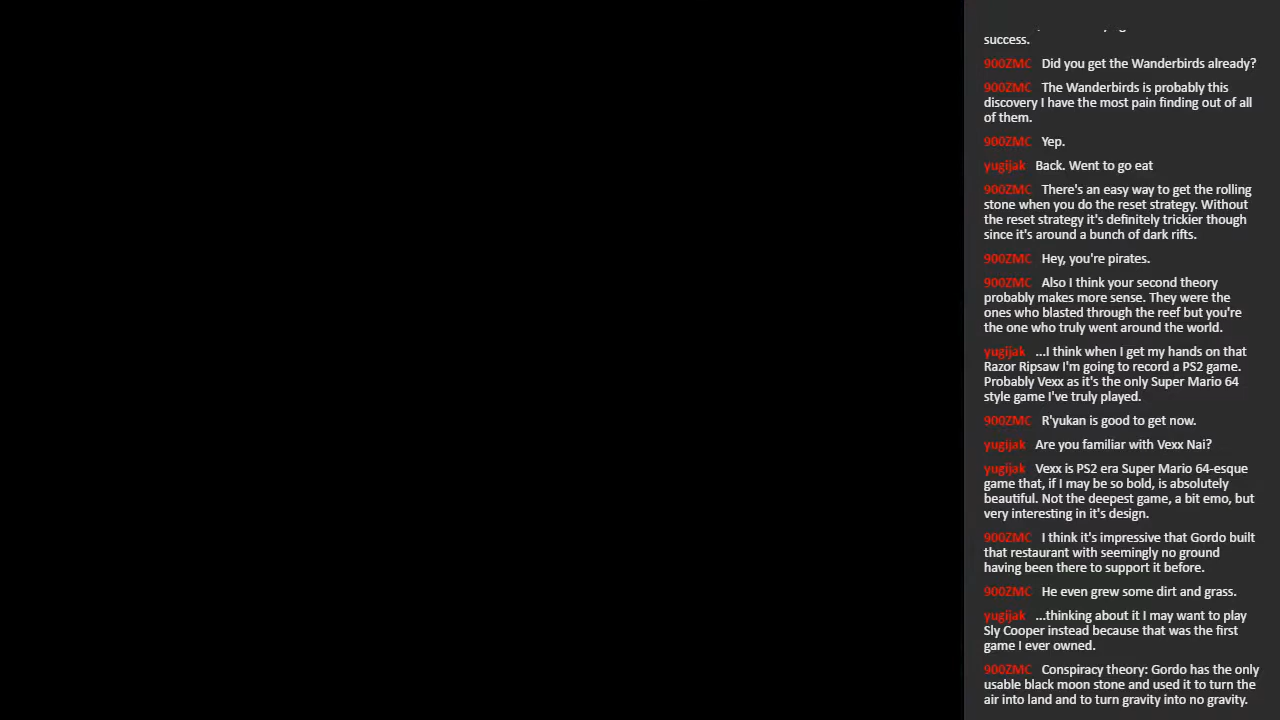 success.
900ZMC Did you get the Wanderbirds already?
900ZMC The Wanderbirds is probably this
discovery I have the most pain finding out of all
of them.
900ZMC Yep.
yugijak Back. Went to go eat
900ZMC There's an easy way to get the rolling
stone when you do the reset strategy. Without
the reset strategy it's definitely trickier though
since it's around a bunch of dark rifts.
900ZMC Hey, you're pirates.
900ZMC Also I think your second theory
probably makes more sense. They were the
ones who blasted through the reef but you're
the one who truly went around the world.
yugijak ...I think when I get my hands on that
Razor Ripsaw I'm going to record a PS2 game.
Probably Vexx as it's the only Super Mario 64
style game I've truly played.
900ZMC R'yukan is good to get now.
yugijak Are you familiar with Vexx Nai?
yugijak Vexx is PS2 era Super Mario 64-esque
game that, if I may be so bold, is absolutely
beautiful. Not the deepest game, a bit emo, but
very interesting in it's design.
900ZMC I think it's impressive that Gordo built
that restaurant with seemingly no ground
having been there to support it before.
900ZMC He even grew some dirt and grass.
yugijak ...thinking about it I may want to play
Sly Cooper instead because that was the first
game I ever owned.
900ZMC Conspiracy theory: Gordo has the only
usable black moon stone and used it to turn the
air into land and to turn gravity into no gravity.